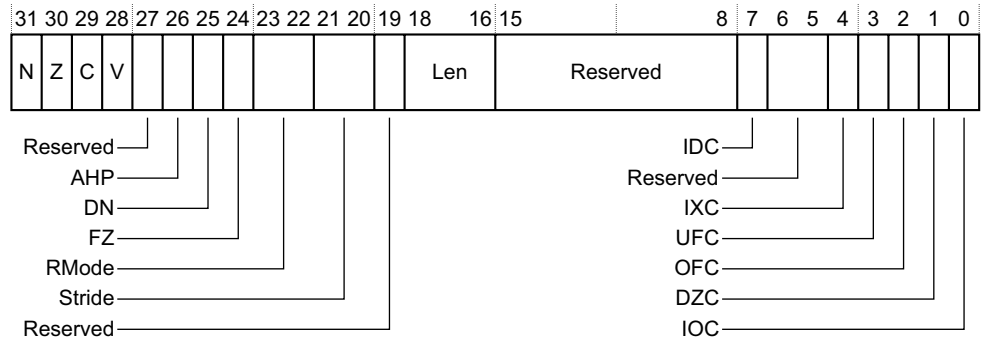 31 30 29 28 27 26 25 24 23 22 21 20 19 18 16 15 8 7 6 5 4 3 2 1 0
N Z C V Len Reserved
Reserved IDC
AHP Reserved
DN IXC
FZ UFC
RMode OFC
Stride DZC
Reserved IOC